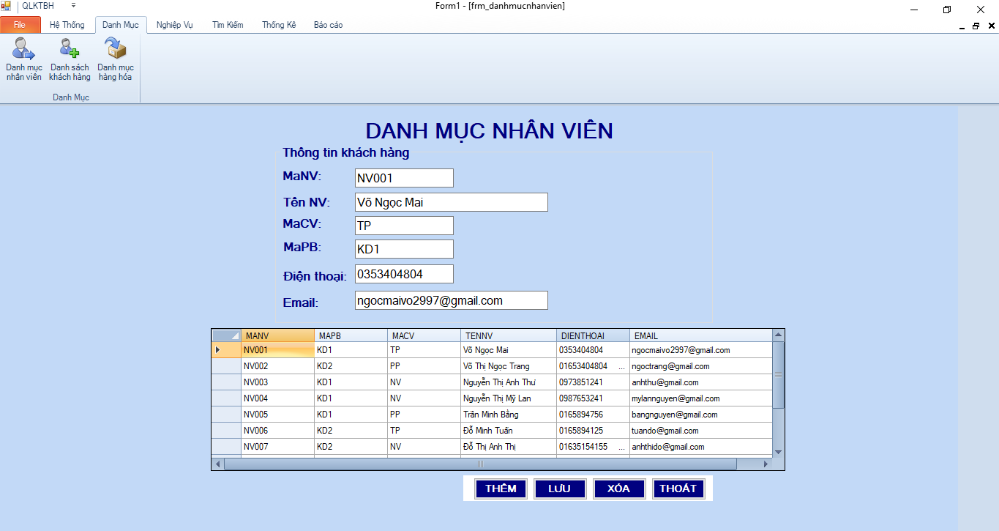 QLKTBH
Form1 - [frm_danhmucnhanvien]
File Hệ Thống Danh Mục Nghiệp Vụ Tìm Kiếm Thống Kê Báo cáo
Danh mục nhân viên
Danh sách khách hàng
Danh mục hàng hóa
Danh Mục
DANH MỤC NHÂN VIÊN
Thông tin khách hàng
MaNV: NV001
Tên NV: Võ Ngọc Mai
MaCV: TP
MaPB: KD1
Điện thoại: 0353404804
Email: ngocmaivo2997@gmail.com
MANV MAPB MACV TENNV DIENTHOAI EMAIL
NV001 KD1 TP Võ Ngọc Mai 0353404804 ngocmaivo2997@gmail.com
NV002 KD2 PP Võ Thị Ngọc Trang 01653404804 ... ngoctrang@gmail.com
NV003 KD1 NV Nguyễn Thị Anh Thư 0973851241 anhthu@gmail.com
NV004 KD1 NV Nguyễn Thị Mỹ Lan 0987653241 mylannguyen@gmail.com
NV005 KD1 PP Trần Minh Bằng 0165894756 bangnguyen@gmail.com
NV006 KD2 TP Đỗ Minh Tuấn 0165894125 tuando@gmail.com
NV007 KD2 NV Đỗ Thị Anh Thị 01635154155 ... anhthido@gmail.com
THÊM LƯU XÓA THOÁT